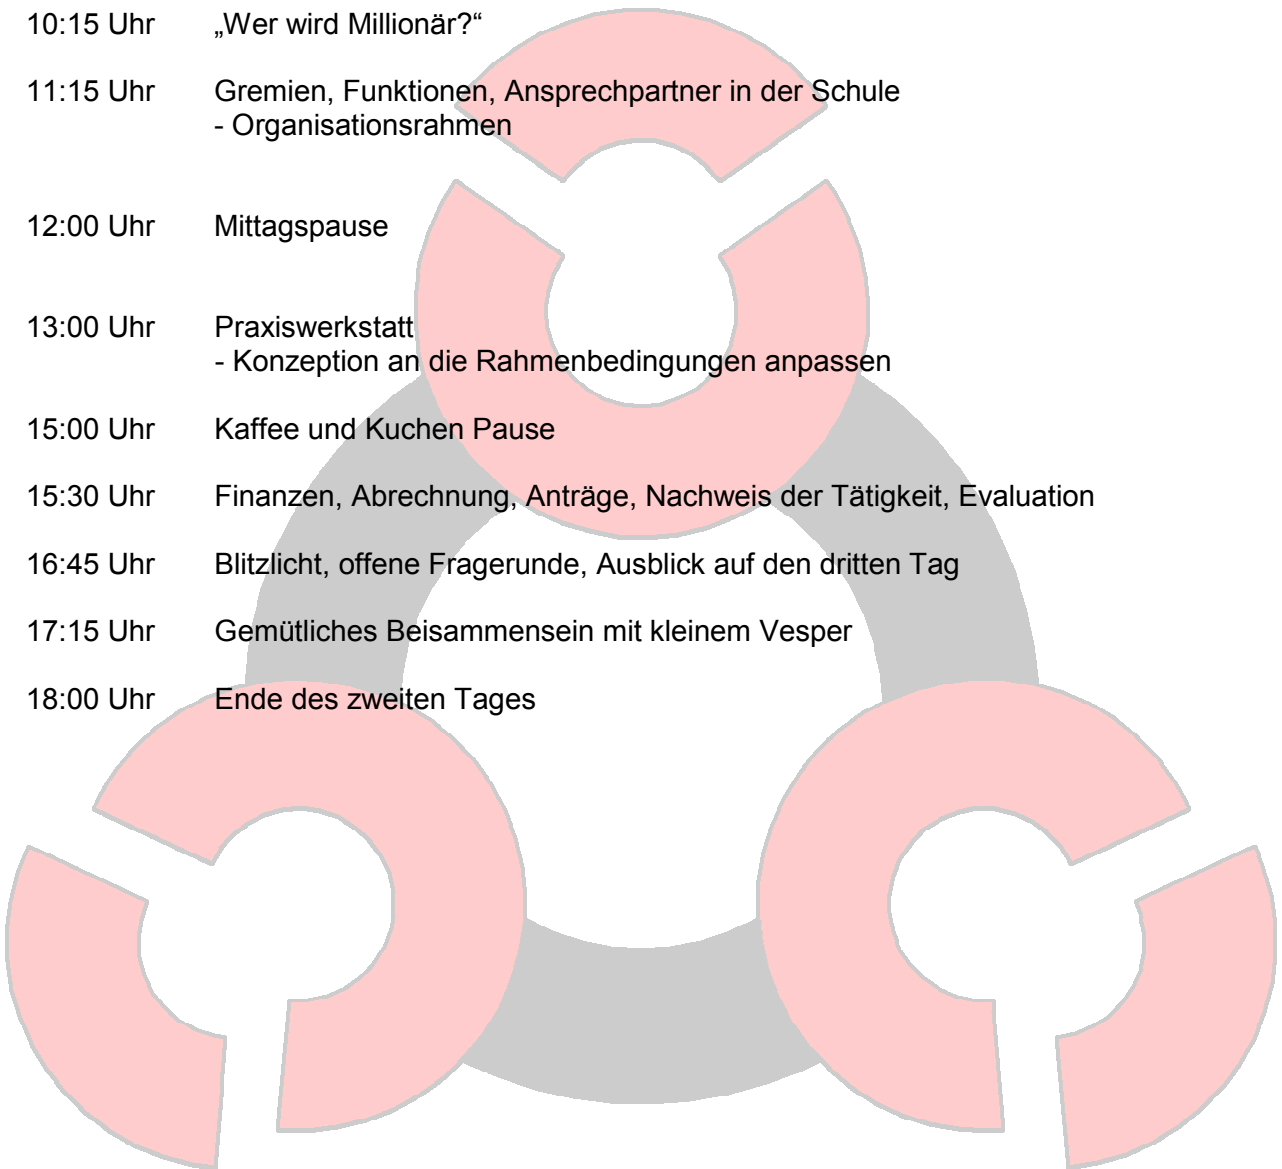 10:15 Uhr „Wer wird Millionär?“
11:15 Uhr Gremien, Funktionen, Ansprechpartner in der Schule
- Organisationsrahmen
12:00 Uhr Mittagspause
13:00 Uhr Praxiswerkstatt
- Konzeption an die Rahmenbedingungen anpassen
15:00 Uhr Kaffee und Kuchen Pause
15:30 Uhr Finanzen, Abrechnung, Anträge, Nachweis der Tätigkeit, Evaluation
16:45 Uhr Blitzlicht, offene Fragerunde, Ausblick auf den dritten Tag
17:15 Uhr Gemütliches Beisammensein mit kleinem Vesper
18:00 Uhr Ende des zweiten Tages